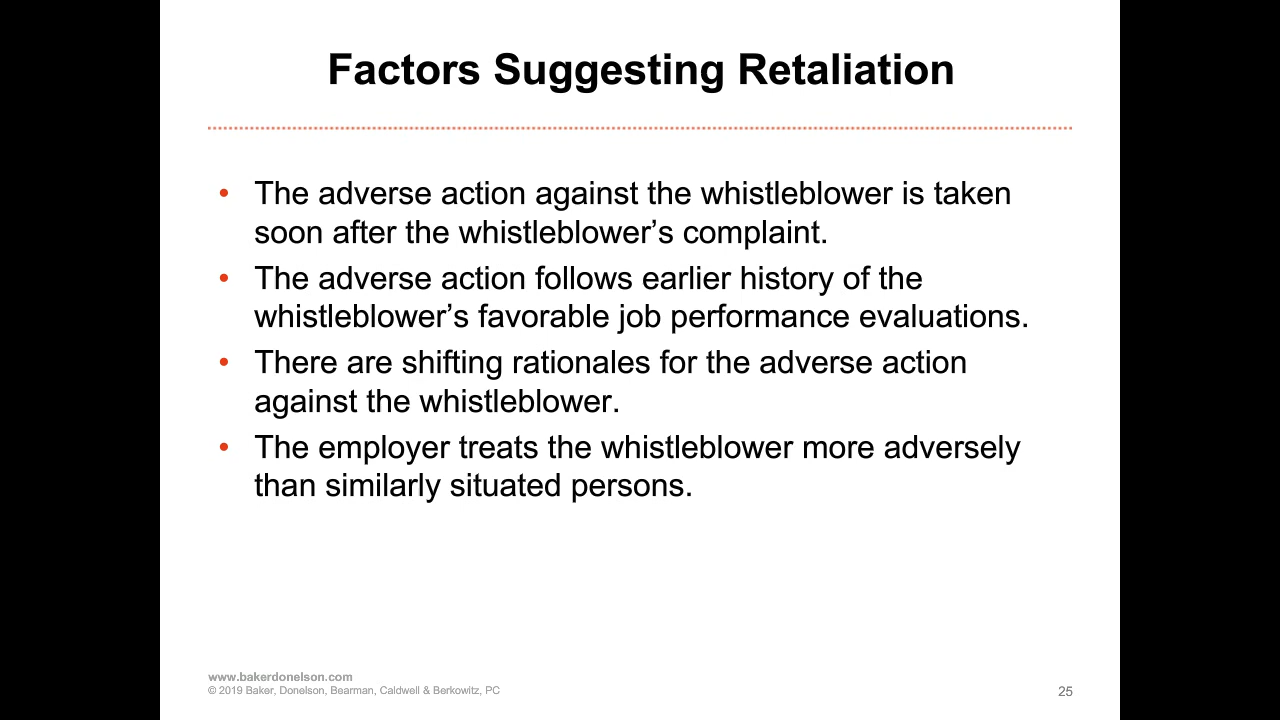 Factors Suggesting Retaliation
• The adverse action against the whistleblower is taken
soon after the whistleblower’s complaint.
• The adverse action follows earlier history of the
whistleblower’s favorable job performance evaluations.
• There are shifting rationales for the adverse action
against the whistleblower.
• The employer treats the whistleblower more adversely
than similarly situated persons.
www.bakerdonelson.com
© 2019 Baker, Donelson, Bearman, Caldwell & Berkowitz, PC
25